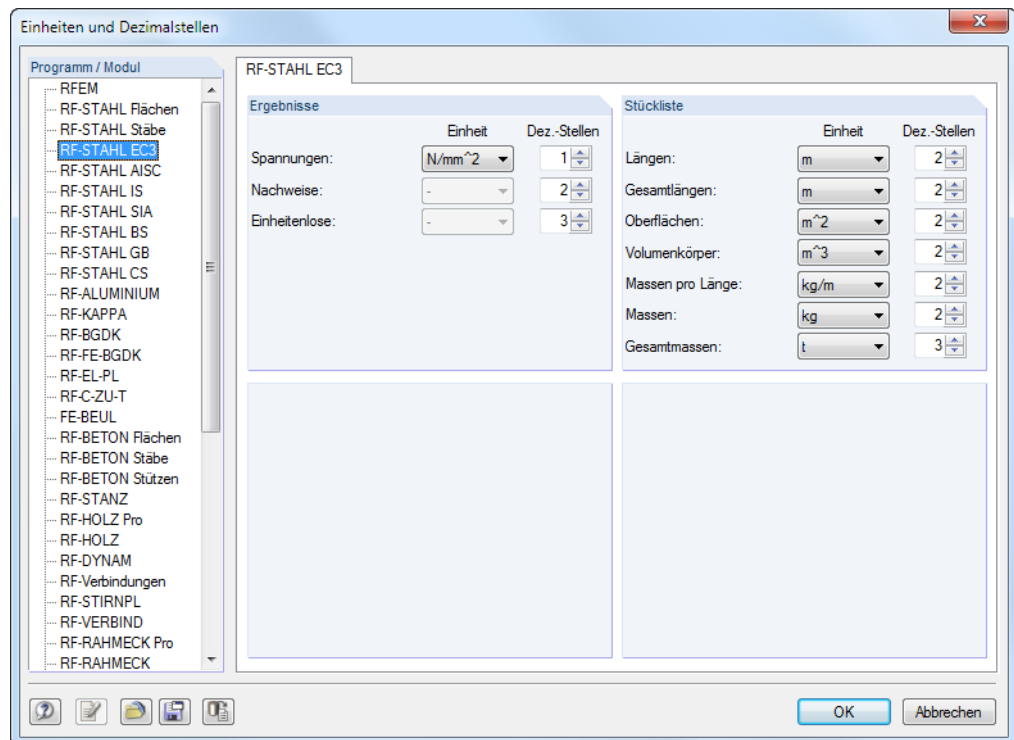 Einheiten und Dezimalstellen
Programm / Modul
RFEM
RF-STAHL Flächen
RF-STAHL Stäbe
RF-STAHL EC3
RF-STAHL AISC
RF-STAHL IS
RF-STAHL SIA
RF-STAHL BS
RF-STAHL GB
RF-STAHL CS
RF-ALUMINIUM
RF-KAPPA
RF-BGDK
RF-FE-BGDK
RF-EL-PL
RF-C-ZU-T
FE-BEUL
RF-BETON Flächen
RF-BETON Stäbe
RF-BETON Stützen
RF-STANZ
RF-HOLZ Pro
RF-HOLZ
RF-DYNAM
RF-Verbindungen
RF-STIRNPL
RF-VERBIND
RF-RAHMECK Pro
RF-RAHMECK
RF-STAHL EC3
Ergebnisse
Einheit Dez.-Stellen
Spannungen: N/mm^2 1
Nachweise: - 2
Einheitenlose: - 3
Stückliste
Einheit Dez.-Stellen
Längen: m 2
Gesamtlängen: m 2
Oberflächen: m^2 2
Volumenkörper: m^3 2
Massen pro Länge: kg/m 2
Massen: kg 2
Gesamtmassen: t 3
OK Abbrechen